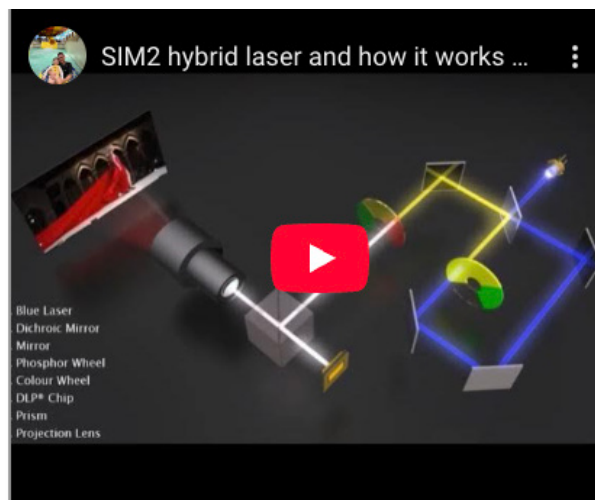 SIM2 hybrid laser and how it works ...
. Blue Laser
. Dichroic Mirror
. Mirror
. Phosphor Wheel
. Colour Wheel
. DLP® Chip
. Prism
. Projection Lens